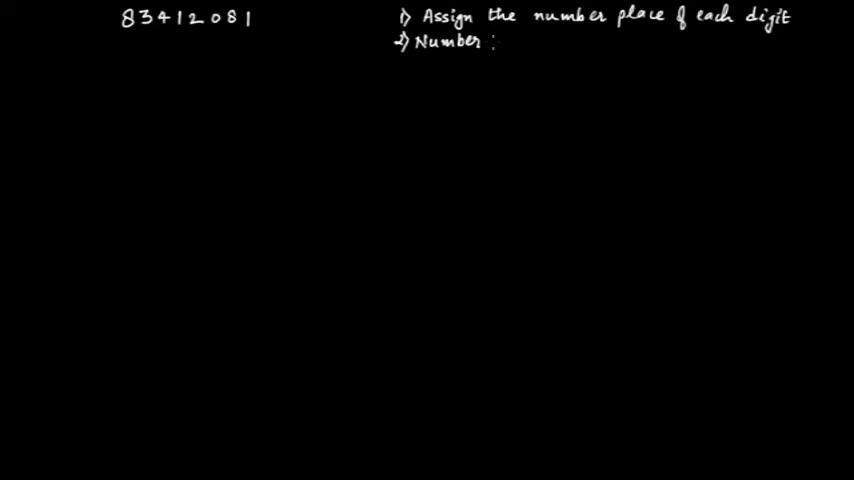 83412081
1) Assign the number place of each digit
2) Number :